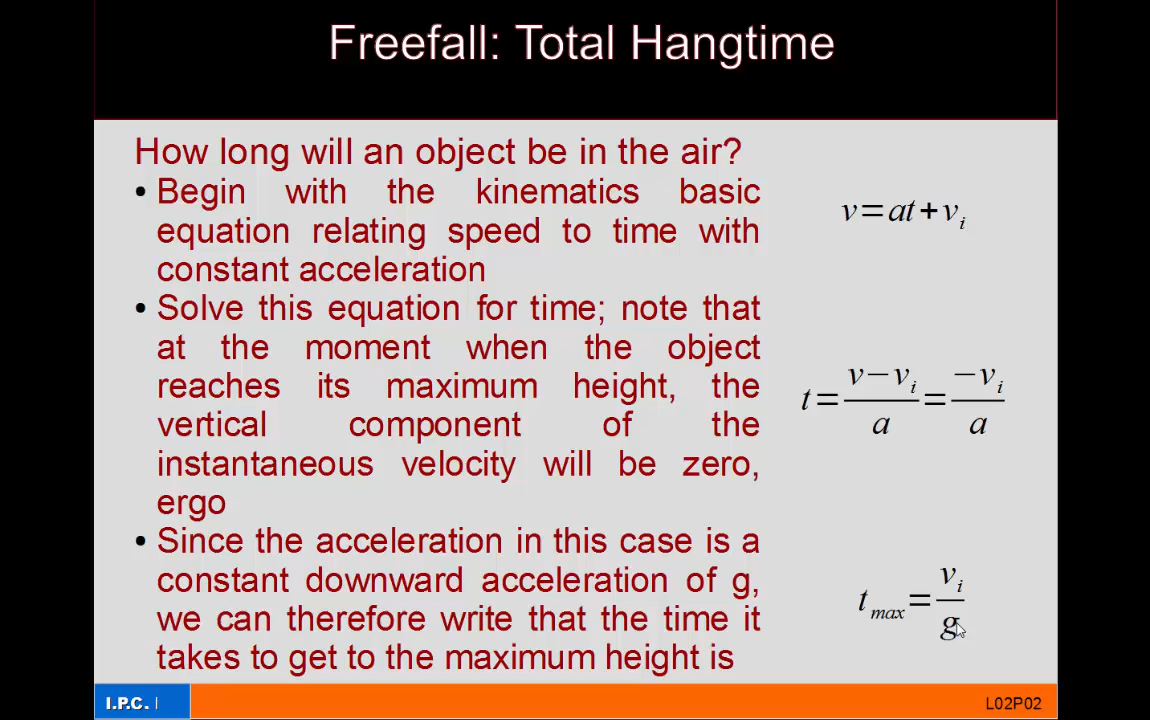 Freefall: Total Hangtime
How long will an object be in the air?
• Begin with the kinematics basic
equation relating speed to time with
constant acceleration
v=at+vᵢ
• Solve this equation for time; note that
at the moment when the object
reaches its maximum height, the
vertical component of the
instantaneous velocity will be zero,
ergo
t=(v−vᵢ)/a=−vᵢ/a
• Since the acceleration in this case is a
constant downward acceleration of g,
we can therefore write that the time it
takes to get to the maximum height is
t_max=vᵢ/g
I.P.C. I
L02P02